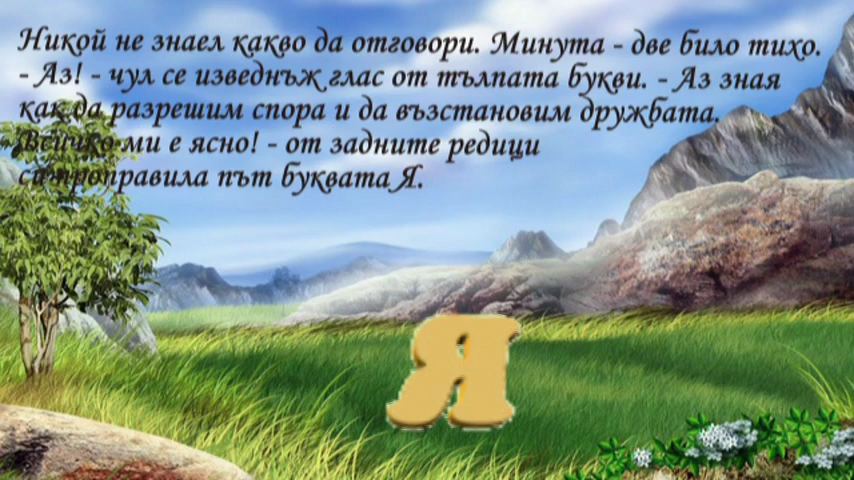 Никой не знаел какво да отговори. Минута - две било тихо.
- Аз! - чул се изведнъж глас от тълпата букви. - Аз зная
как да разрешим спора и да възстановим дружбата.
Всичко ми е ясно! - от задните редици
си проправила път буквата Я.
Я